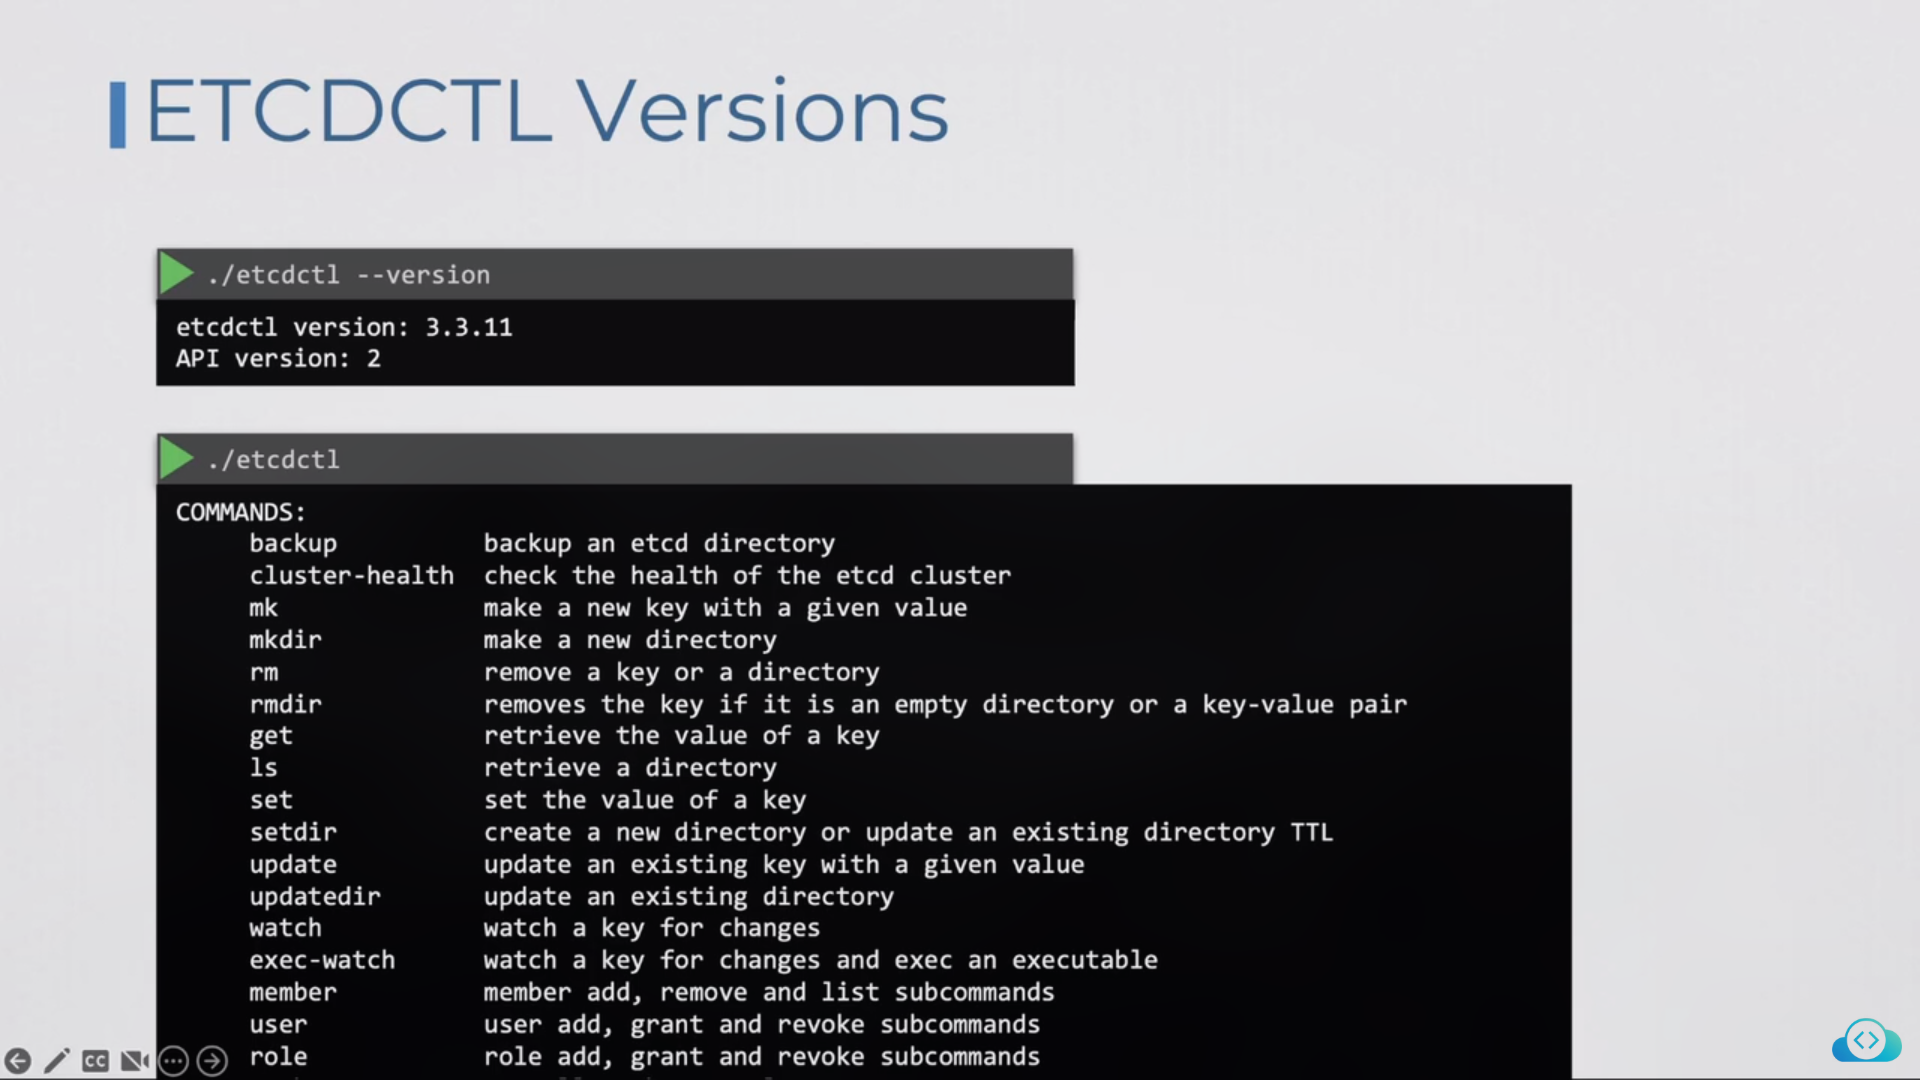 ETCDCTL Versions
./etcdctl --version
etcdctl version: 3.3.11
API version: 2
./etcdctl
COMMANDS:
backup backup an etcd directory
cluster-health check the health of the etcd cluster
mk make a new key with a given value
mkdir make a new directory
rm remove a key or a directory
rmdir removes the key if it is an empty directory or a key-value pair
get retrieve the value of a key
ls retrieve a directory
set set the value of a key
setdir create a new directory or update an existing directory TTL
update update an existing key with a given value
updatedir update an existing directory
watch watch a key for changes
exec-watch watch a key for changes and exec an executable
member member add, remove and list subcommands
user user add, grant and revoke subcommands
role role add, grant and revoke subcommands
CC